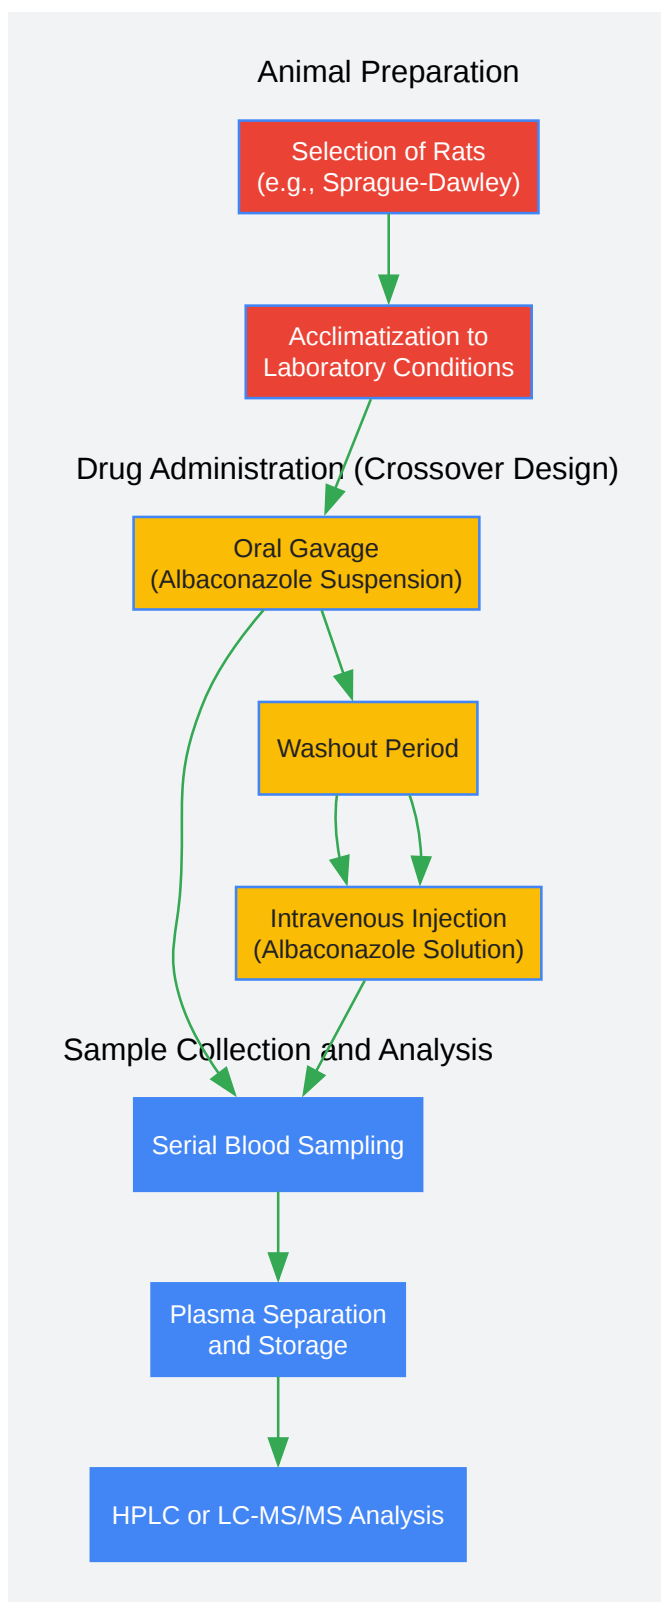 Animal Preparation
Selection of Rats
(e.g., Sprague-Dawley)
Acclimatization to
Laboratory Conditions
Drug Administration (Crossover Design)
Oral Gavage
(Albaconazole Suspension)
Washout Period
Intravenous Injection
(Albaconazole Solution)
Sample Collection and Analysis
Serial Blood Sampling
Plasma Separation
and Storage
HPLC or LC-MS/MS Analysis